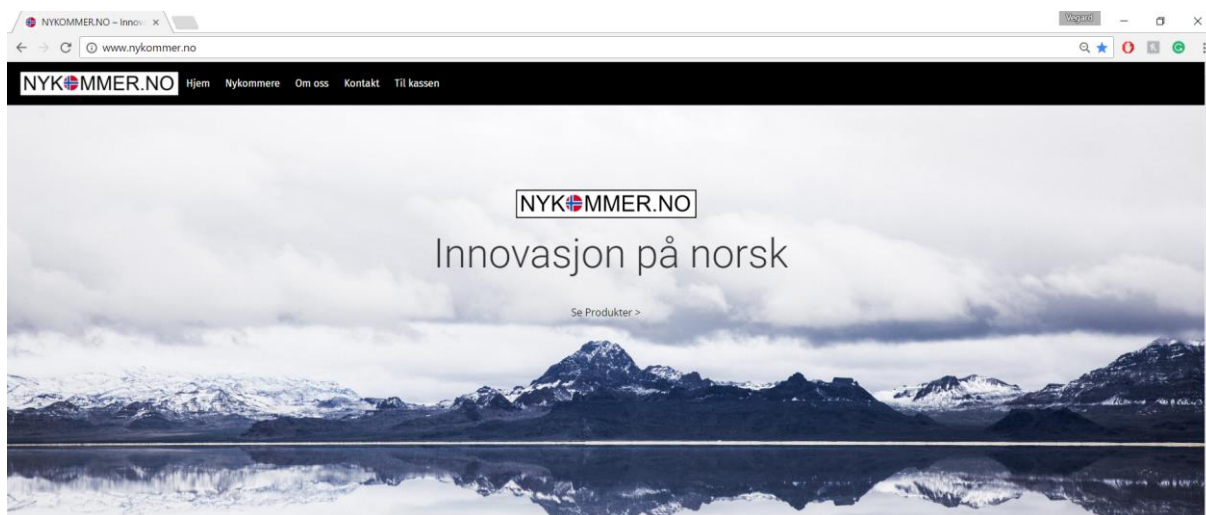 NYKOMMER.NO – Innov
Vegard
www.nykommer.no
NYKOMMER.NO Hjem Nykommere Om oss Kontakt Til kassen
NYKOMMER.NO
Innovasjon på norsk
Se Produkter >